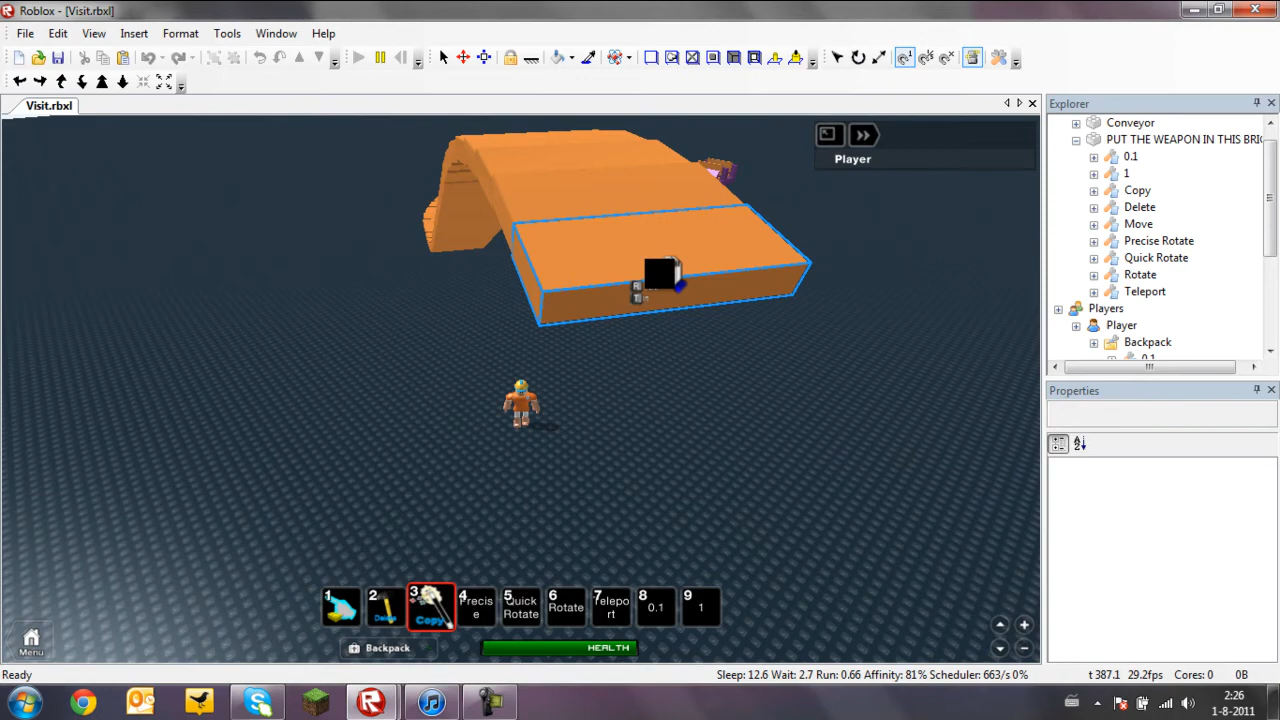 Roblox - [Visit.rbxl]
File Edit View Insert Format Tools Window Help
Visit.rbxl
Player
Explorer
Conveyor
PUT THE WEAPON IN THIS BRI
0.1
1
Copy
Delete
Move
Precise Rotate
Quick Rotate
Rotate
Teleport
Players
Player
Backpack
0.1
Properties
R
T
1
2 Delete
3 Copy
4 Precis
e
5 Quick
Rotate
6 Rotate
7 Telepo
rt
8 0.1
9 1
Menu
Backpack
HEALTH
Ready
Sleep: 12.6 Wait: 2.7 Run: 0.66 Affinity: 81% Scheduler: 663/s 0%
t 387.1 29.2fps Cores: 0 0B
2:26
1-8-2011